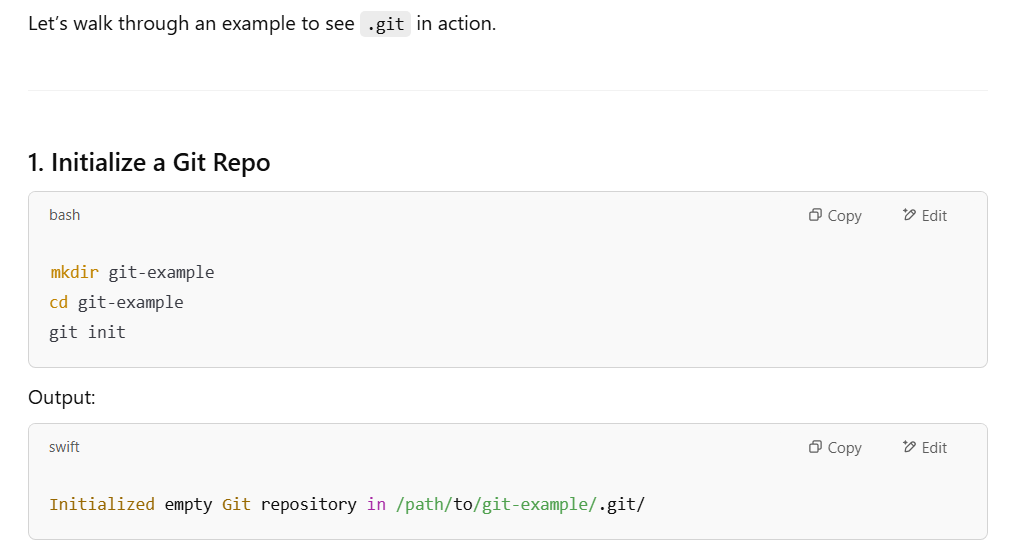 Let's walk through an example to see .git in action.
1. Initialize a Git Repo
bash
Copy
Edit
mkdir git-example
cd git-example
git init
Output:
swift
Copy
Edit
Initialized empty Git repository in /path/to/git-example/.git/